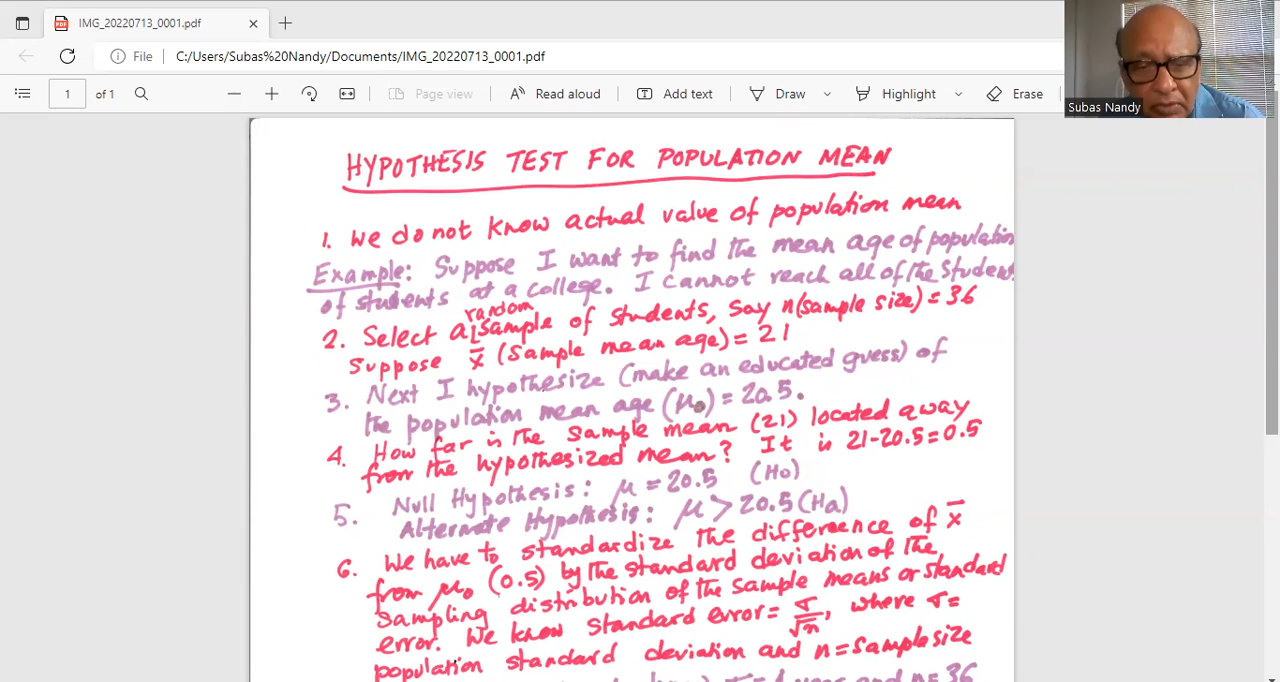 IMG_20220713_0001.pdf
File C:/Users/Subas%20Nandy/Documents/IMG_20220713_0001.pdf
1 of 1 Page view Read aloud Add text Draw Highlight Erase
Subas Nandy
HYPOTHESIS TEST FOR POPULATION MEAN
1. We do not know actual value of population mean
Example: Suppose I want to find the mean age of population
of students at a college. I cannot reach all of the Studen
random
2. Select a sample of students, say n(sample size) = 36
Suppose x̄ (sample mean age) = 21
3. Next I hypothesize (make an educated guess) of
the population mean age (μ₀) = 20.5.
4. How far is the sample mean (21) located away
from the hypothesized mean? It is 21-20.5=0.5
5. Null Hypothesis: μ = 20.5 (Ho)
Alternate Hypothesis: μ > 20.5 (Ha)
6. We have to standardize the difference of x̄
from μ₀ (0.5) by the standard deviation of the
sampling distribution of the sample means or standard
error. We know standard error = σ/√n, where σ =
population standard deviation and n = sample size
n = 36